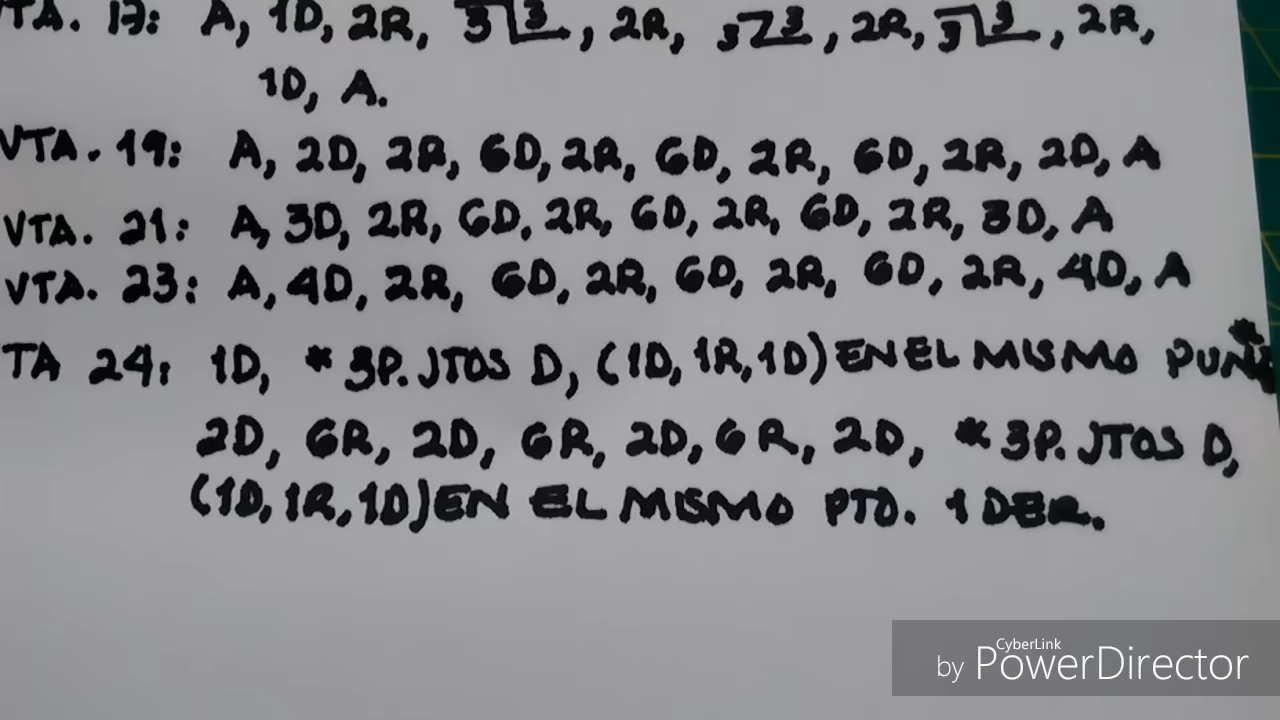 TA. 17: A, 1D, 2R, 3 3, 2R, 3 3, 2R, 3 3, 2R,
1D, A.
VTA. 19: A, 2D, 2R, 6D, 2R, 6D, 2R, 6D, 2R, 2D, A
VTA. 21: A, 3D, 2R, 6D, 2R, 6D, 2R, 6D, 2R, 3D, A
VTA. 23: A, 4D, 2R, 6D, 2R, 6D, 2R, 6D, 2R, 4D, A
TA 24: 1D, * 3P. JTOS D, (1D, 1R, 1D) EN EL MISMO *
2D, 6R, 2D, 6R, 2D, 6R, 2D, * 3P. JTOS D,
(1D, 1R, 1D) EN EL MISMO PTO. 1 DER.
CyberLink
by PowerDirector